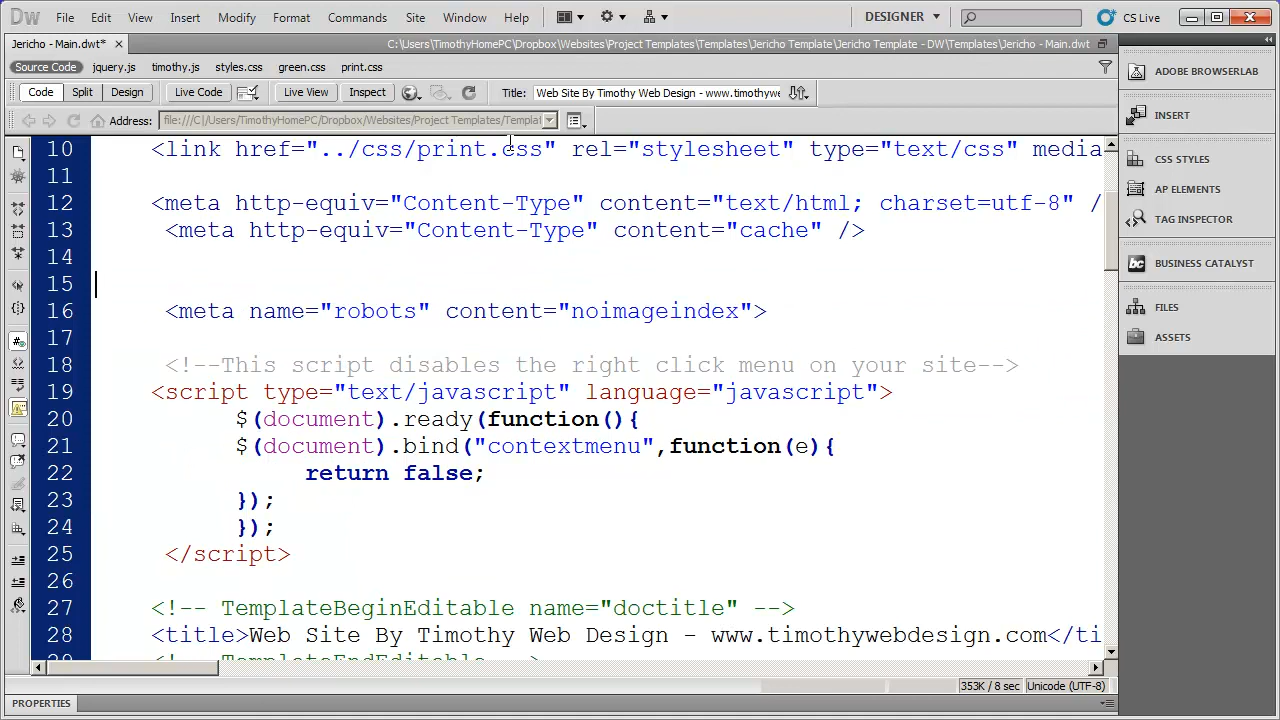 Dw File Edit View Insert Modify Format Commands Site Window Help DESIGNER CS Live
Jericho - Main.dwt* C:\Users\TimothyHomePC\Dropbox\Websites\Project Templates\Templates\Jericho Template\Jericho Template - DW\Templates\Jericho - Main.dwt
Source Code jquery.js timothy.js styles.css green.css print.css
Code Split Design Live Code Live View Inspect Title: Web Site By Timothy Web Design - www.timothywe
Address: file:///C|/Users/TimothyHomePC/Dropbox/Websites/Project Templates/Templat
10 <link href="../css/print.css" rel="stylesheet" type="text/css" media
11
12 <meta http-equiv="Content-Type" content="text/html; charset=utf-8" /
13 <meta http-equiv="Content-Type" content="cache" />
14
15
16 <meta name="robots" content="noimageindex">
17
18 <!--This script disables the right click menu on your site-->
19 <script type="text/javascript" language="javascript">
20 $(document).ready(function(){
21 $(document).bind("contextmenu",function(e){
22 return false;
23 });
24 });
25 </script>
26
27 <!-- TemplateBeginEditable name="doctitle" -->
28 <title>Web Site By Timothy Web Design - www.timothywebdesign.com</ti
29 <!-- TemplateEndEditable -->
353K / 8 sec Unicode (UTF-8)
PROPERTIES
ADOBE BROWSERLAB
INSERT
CSS STYLES
AP ELEMENTS
TAG INSPECTOR
BUSINESS CATALYST
FILES
ASSETS